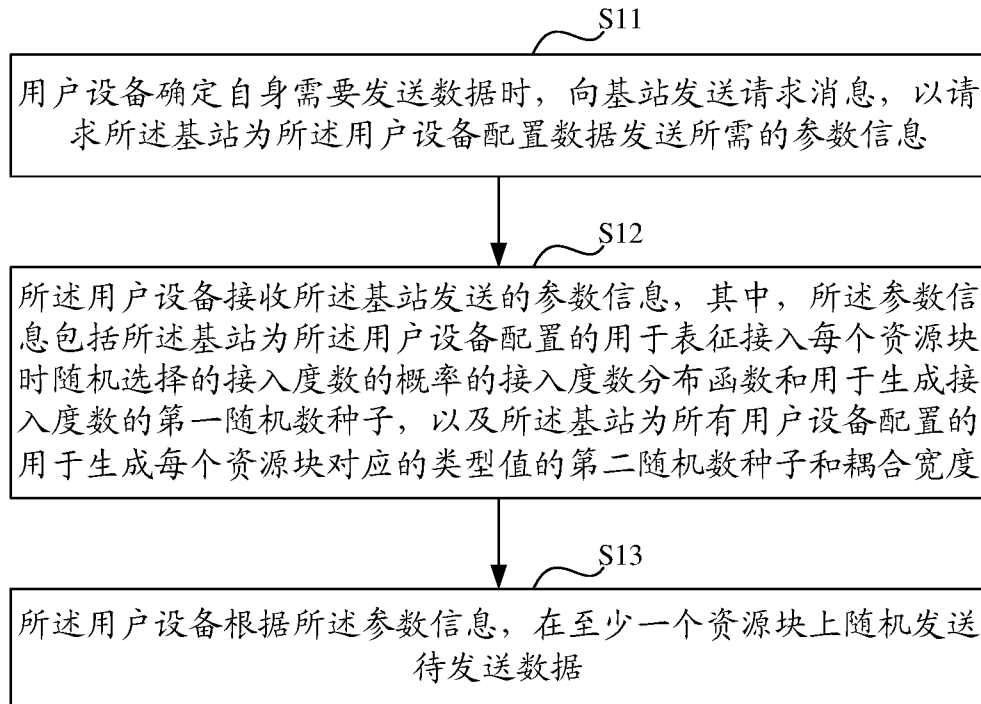 S11
用户设备确定自身需要发送数据时，向基站发送请求消息，以请
求所述基站为所述用户设备配置数据发送所需的参数信息
S12
所述用户设备接收所述基站发送的参数信息，其中，所述参数信
息包括所述基站为所述用户设备配置的用于表征接入每个资源块
时随机选择的接入度数的概率的接入度数分布函数和用于生成接
入度数的第一随机数种子，以及所述基站为所有用户设备配置的
用于生成每个资源块对应的类型值的第二随机数种子和耦合宽度
S13
所述用户设备根据所述参数信息，在至少一个资源块上随机发送
待发送数据